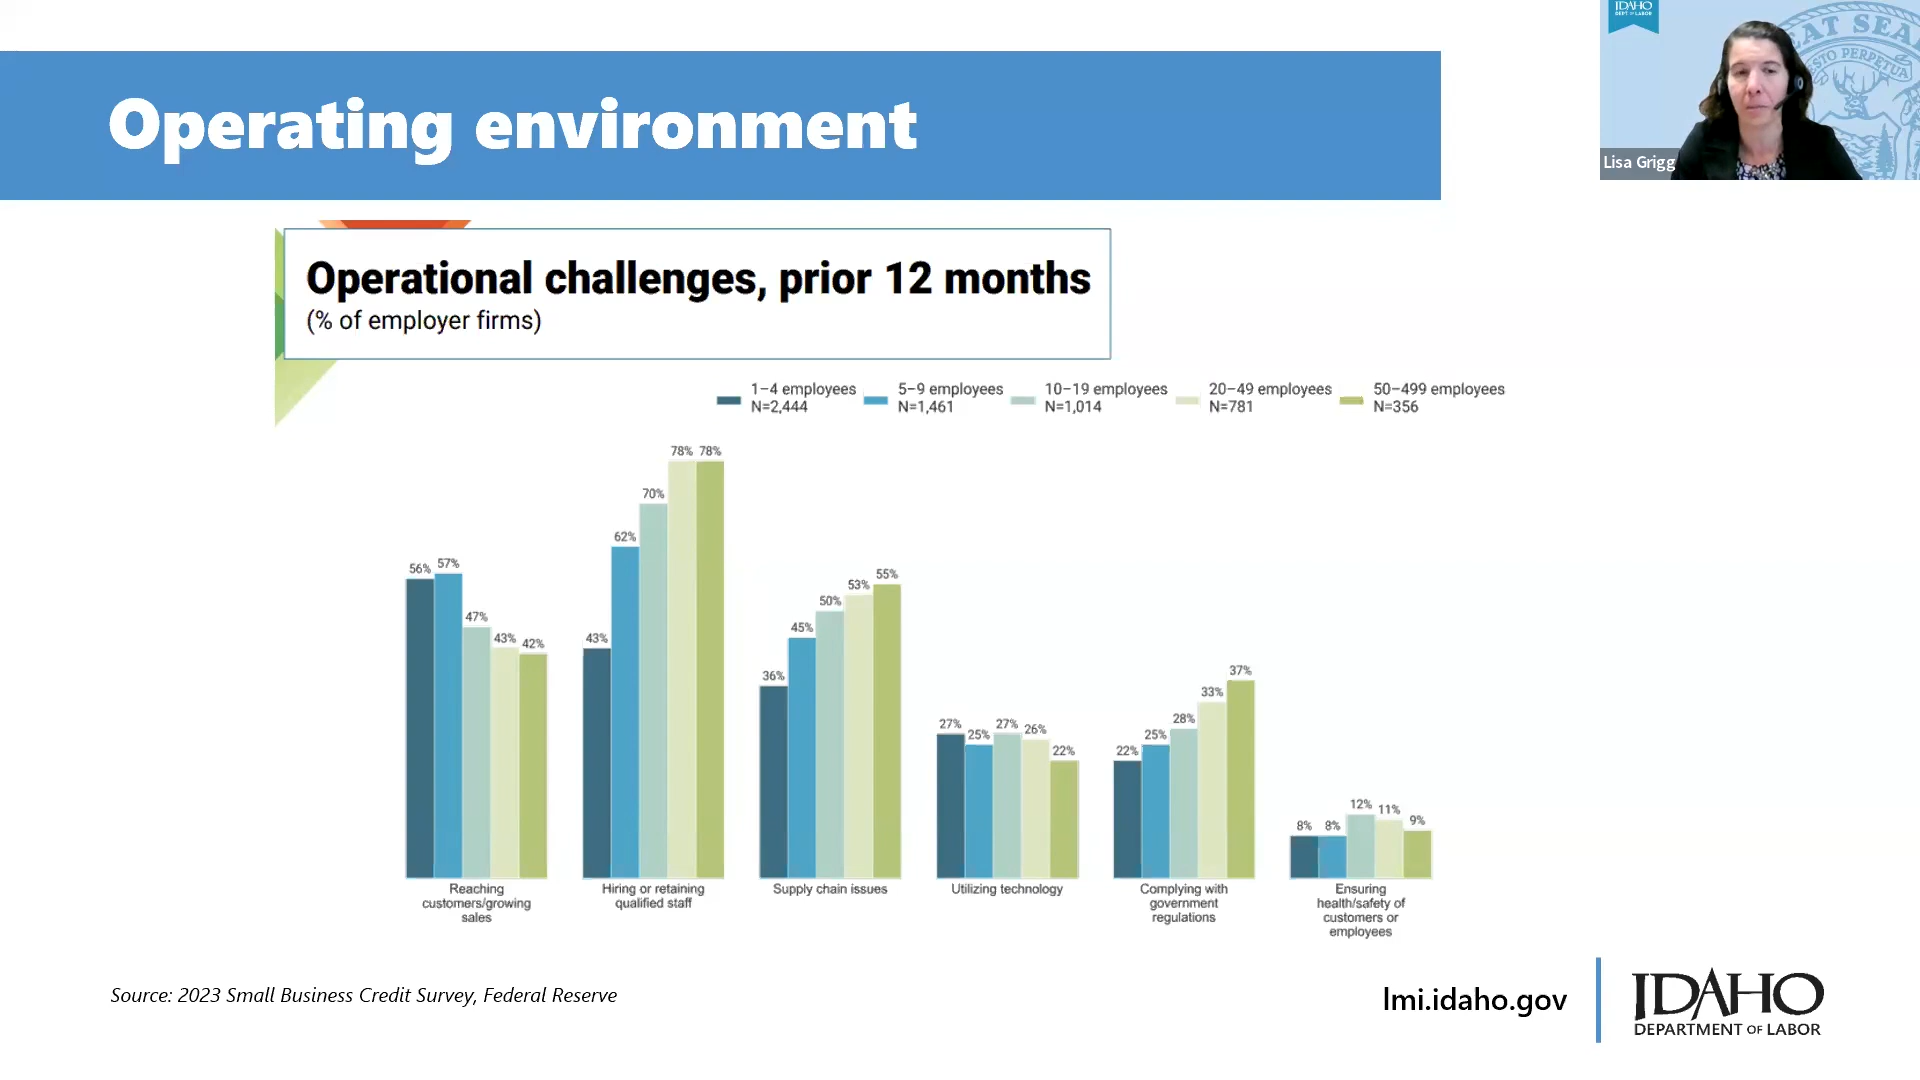 Operating environment
IDAHO
DEPT. OF LABOR
EAT SEA
ESTO PERPETUA
Lisa Grigg
Operational challenges, prior 12 months
(% of employer firms)
1–4 employees
N=2,444
5–9 employees
N=1,461
10–19 employees
N=1,014
20–49 employees
N=781
50–499 employees
N=356
56% 57% 47% 43% 42%
43% 62% 70% 78% 78%
36% 45% 50% 53% 55%
27% 25% 27% 26% 22%
22% 25% 28% 33% 37%
8% 8% 12% 11% 9%
Reaching
customers/growing
sales
Hiring or retaining
qualified staff
Supply chain issues
Utilizing technology
Complying with
government
regulations
Ensuring
health/safety of
customers or
employees
Source: 2023 Small Business Credit Survey, Federal Reserve
lmi.idaho.gov
IDAHO
DEPARTMENT OF LABOR